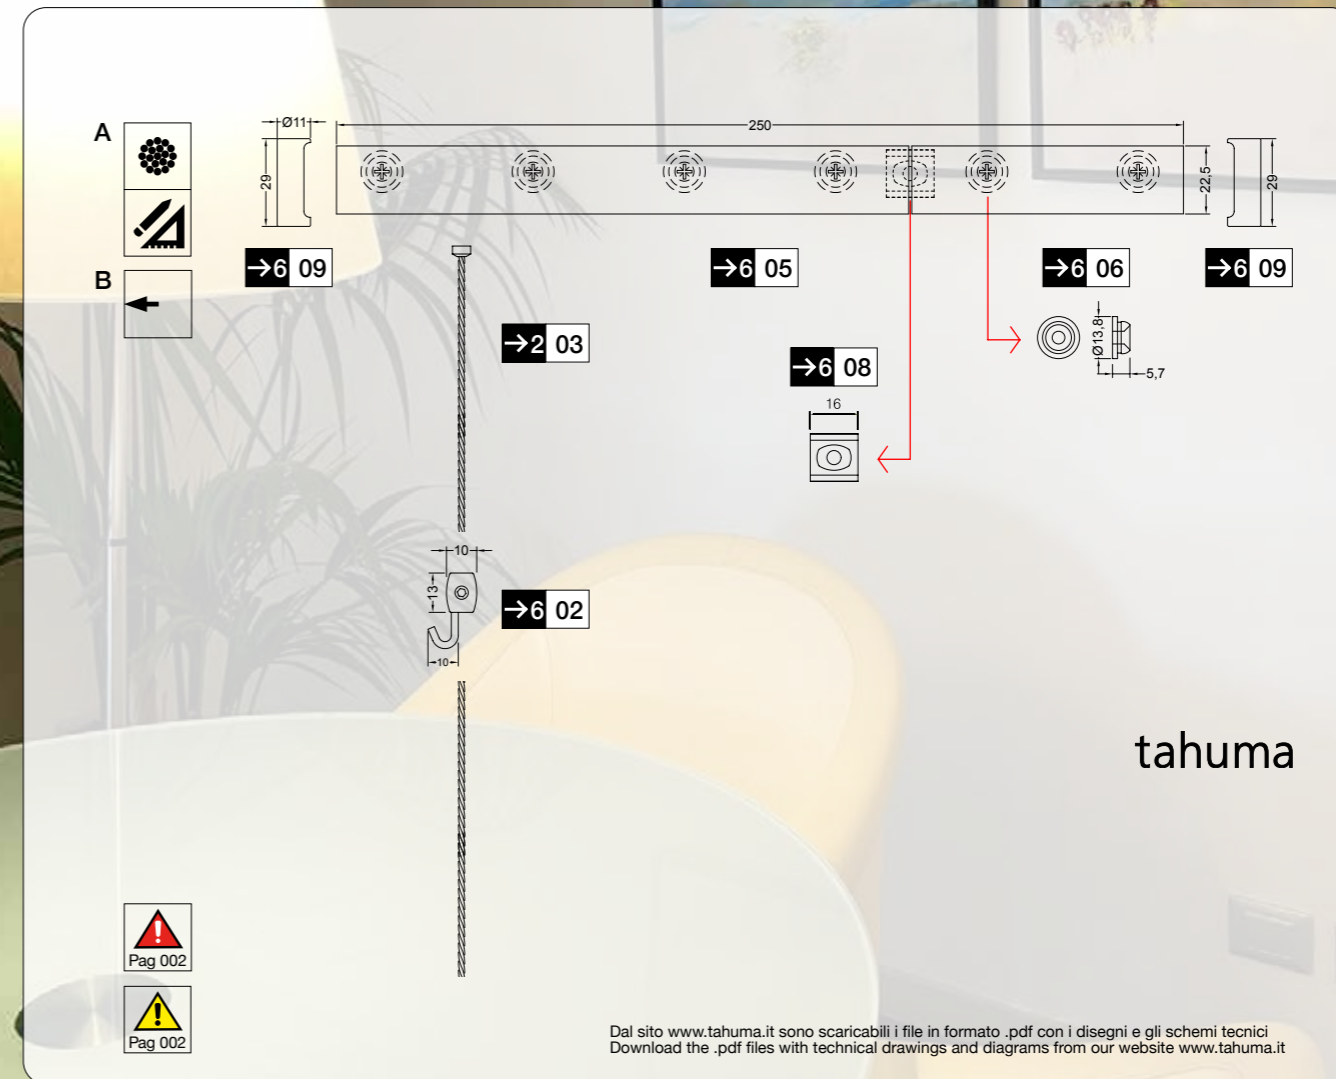 A
B
Ø11
29
250
22,5
29
→6 09
→6 05
→6 06
→6 09
→2 03
Ø13,8
5,7
→6 08
16
10
13
→6 02
10
tahuma
Pag 002
Pag 002
Dal sito www.tahuma.it sono scaricabili i file in formato .pdf con i disegni e gli schemi tecnici
Download the .pdf files with technical drawings and diagrams from our website www.tahuma.it